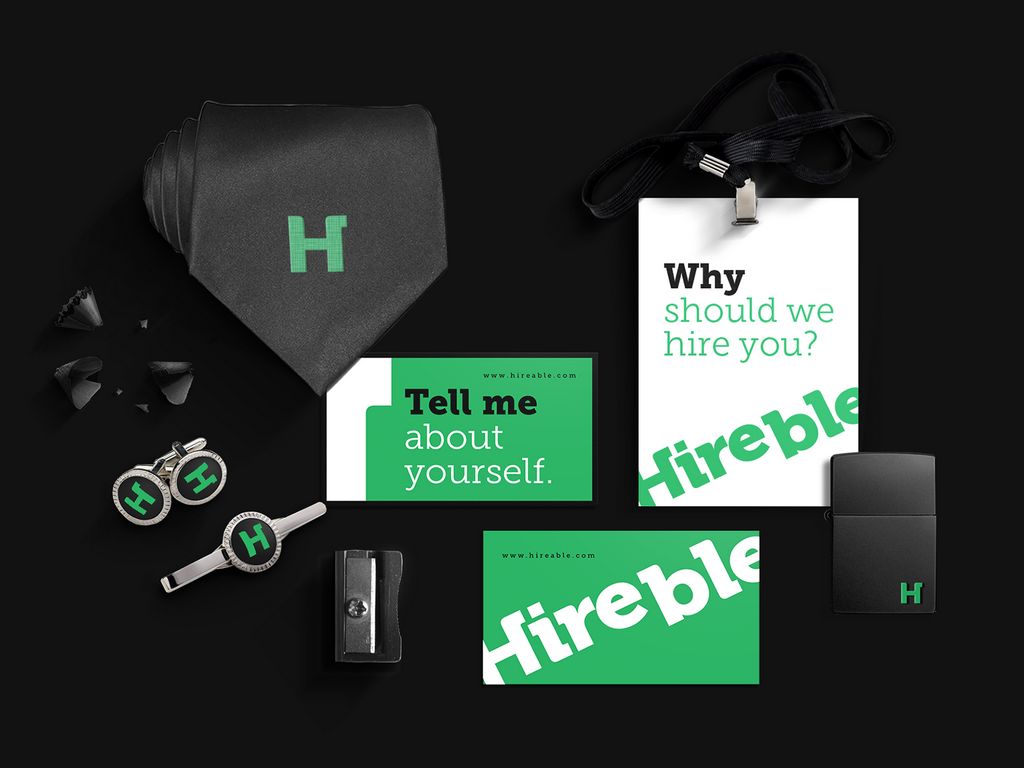 H
Why
should we
hire you?
Hireble
www.hireable.com
Tell me
about
yourself.
H
H
H
www.hireable.com
Hireble
H